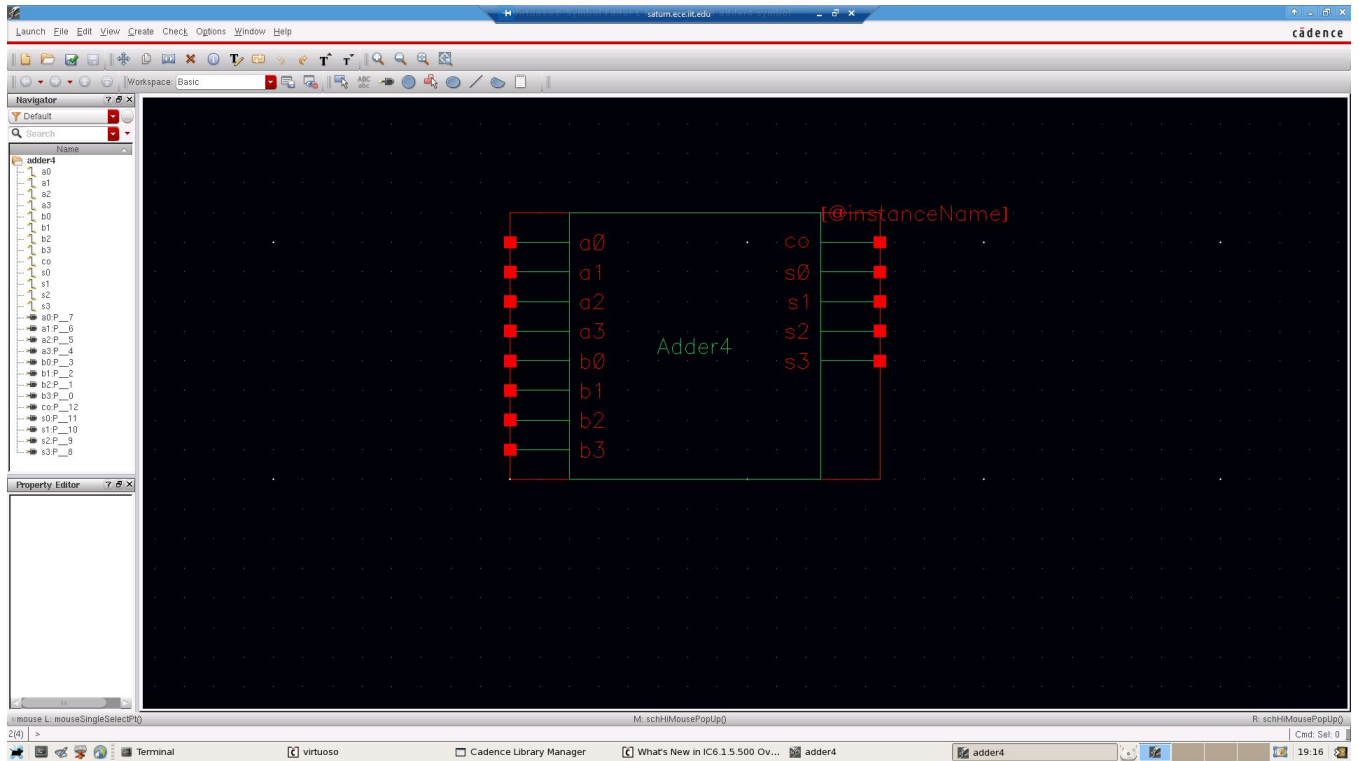 saturn.ece.iit.edu
Launch File Edit View Create Check Options Window Help
cādence
Workspace: Basic
Navigator
Default
Search
Name
adder4
a0
a1
a2
a3
b0
b1
b2
b3
co
s0
s1
s2
s3
a0:P__7
a1:P__6
a2:P__5
a3:P__4
b0:P__3
b1:P__2
b2:P__1
b3:P__0
co:P__12
s0:P__11
s1:P__10
s2:P__9
s3:P__8
Property Editor
[@instanceName]
a0 co
a1 s0
a2 s1
a3 s2
Adder4
b0 s3
b1
b2
b3
mouse L: mouseSingleSelectPt() M: schHiMousePopUp() R: schHiMousePopUp()
2(4) > Cmd: Sel: 0
Terminal virtuoso Cadence Library Manager What's New in IC6.1.5.500 Ov... adder4 adder4 19:16